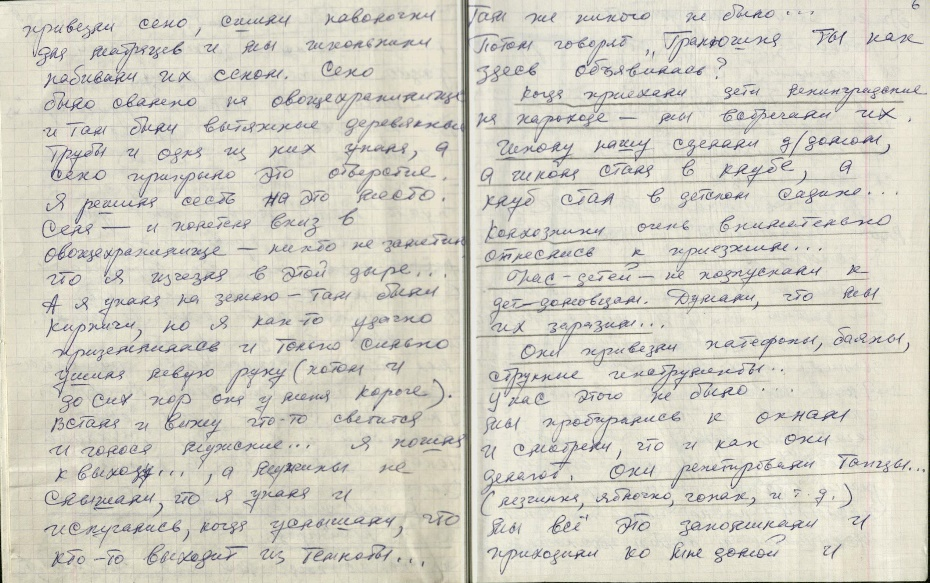 привезли сено, сшили наволочки
для матрацев и мы школьники
набивали их сеном. Сено
было свалено на овощехранилище
и там были вытяжные деревянные
трубы и одна из них упала, а
сено прикрыло это отверстие.
Я решила сесть на это место.
Села — и полетела вниз в
овощехранилище — никто не заметил
что я исчезла в этой дыре...
А я упала на землю — там были
кирпичи, но я как-то удачно
приземлилась и только сильно
ушибла левую руку (потом и
до сих пор она у меня короче).
Встала и вижу что-то светится
и голоса мужские... Я пошла
к выходу..., а мужчины не
слышали, что я упала и
испугались, когда услышали, что
кто-то выходит из темноты...
6
Там же никого не было...
Потом говорят, ты как
здесь объявилась?
Когда приехали дети Ленинградские
на пароходе — мы встречали их.
Школу нашу сделали д/домом,
а школа стала в клубе, а
клуб стал в детском садике...
Колхозники очень внимательно
отнеслись к приезжим...
Нас - детей - не подпускали к
дет-домовцам. Думали, что мы
их заразим...
Они привезли патефоны, баяны,
струнные инструменты..
У нас этого не было...
Мы пробирались к окнам
и смотрели, что и как они
делают. Они репетировали танцы...
(лезгинка, яблочко, гопак, и т.д.)
Мы всё это запоминали и
приходили ко мне домой и